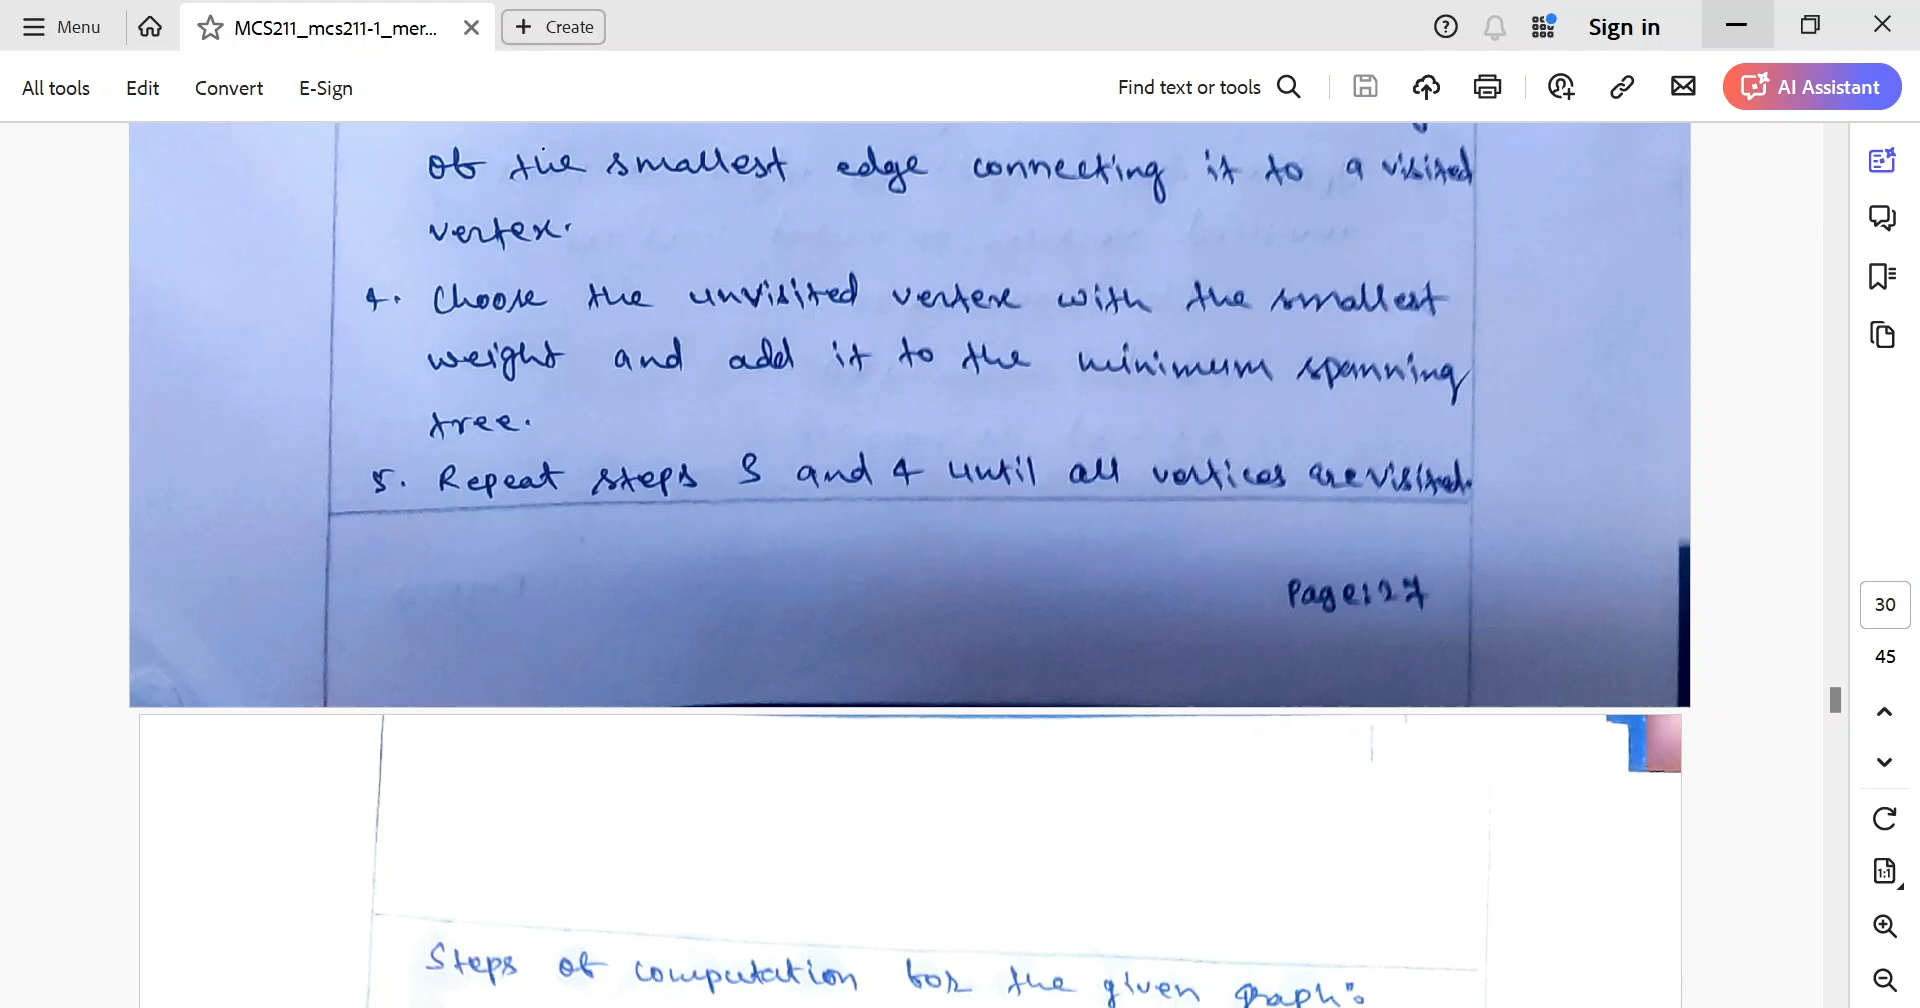 Menu
MCS211_mcs211-1_mer...
Create
Sign in
All tools
Edit
Convert
E-Sign
Find text or tools
AI Assistant
of the smallest edge connecting it to a visited
vertex.
4. Choose the unvisited vertex with the smallest
weight and add it to the minimum spanning
tree.
5. Repeat steps 3 and 4 until all vertices are visited.
Page:27
30
45
1:1
Steps of computation for the given graph: